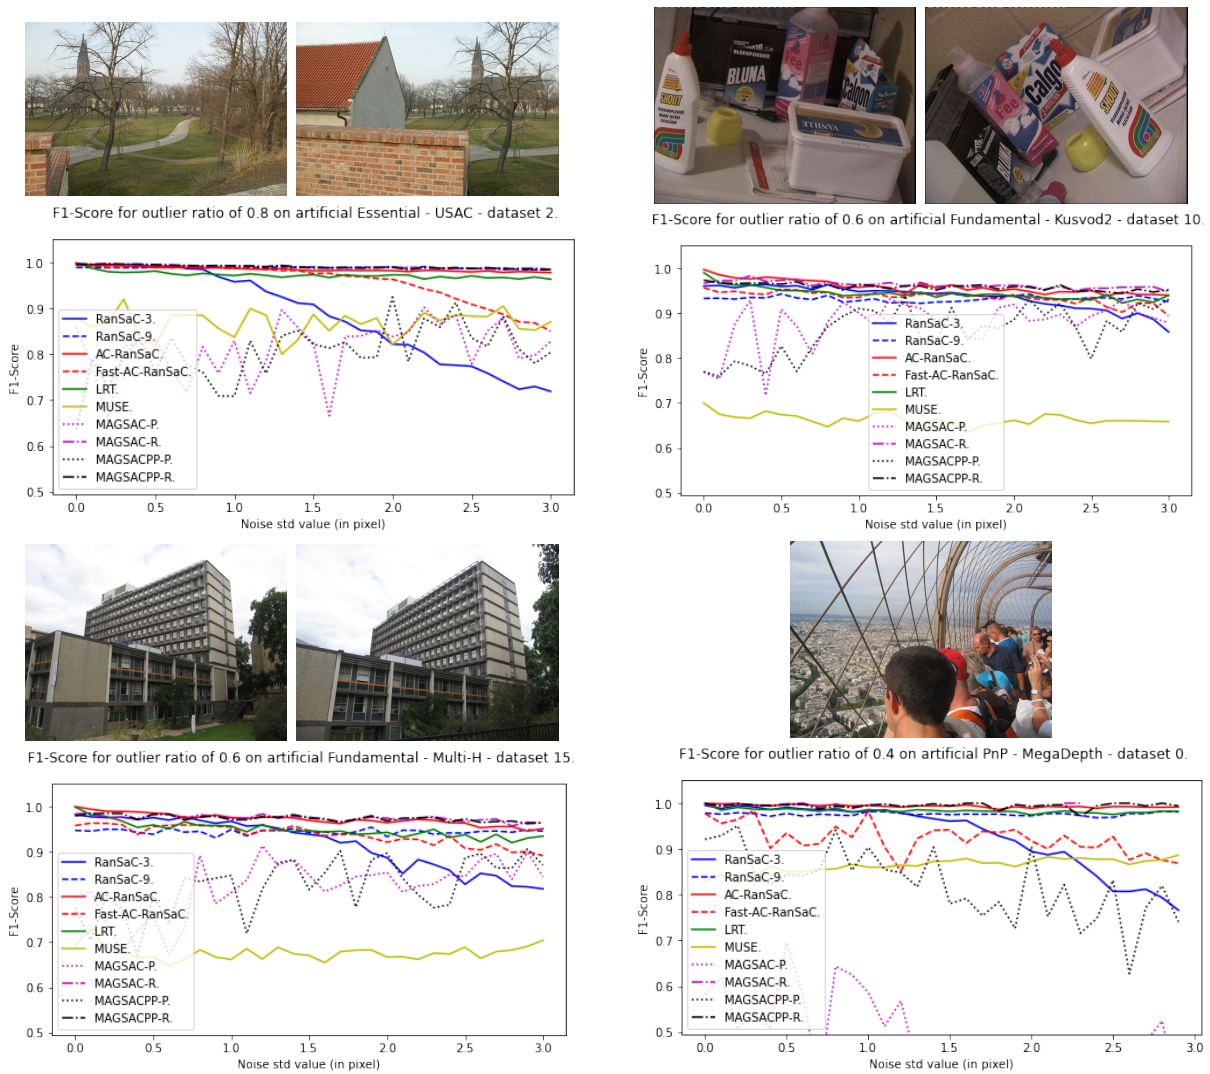 BLEEKPOEDER
BLUNA
Fee
Calgon
SHOUT
VANILLE
Fee
Calgon
SHOUT
BLUNA
F1-Score for outlier ratio of 0.8 on artificial Essential - USAC - dataset 2.
F1-Score
1.0
0.9
0.8
0.7
0.6
0.5
RanSaC-3.
RanSaC-9.
AC-RanSaC.
Fast-AC-RanSaC.
LRT.
MUSE.
MAGSAC-P.
MAGSAC-R.
MAGSACPP-P.
MAGSACPP-R.
0.0 0.5 1.0 1.5 2.0 2.5 3.0
Noise std value (in pixel)
F1-Score for outlier ratio of 0.6 on artificial Fundamental - Kusvod2 - dataset 10.
F1-Score
1.0
0.9
0.8
0.7
0.6
0.5
RanSaC-3.
RanSaC-9.
AC-RanSaC.
Fast-AC-RanSaC.
LRT.
MUSE.
MAGSAC-P.
MAGSAC-R.
MAGSACPP-P.
MAGSACPP-R.
0.0 0.5 1.0 1.5 2.0 2.5 3.0
Noise std value (in pixel)
F1-Score for outlier ratio of 0.6 on artificial Fundamental - Multi-H - dataset 15.
F1-Score
1.0
0.9
0.8
0.7
0.6
0.5
RanSaC-3.
RanSaC-9.
AC-RanSaC.
Fast-AC-RanSaC.
LRT.
MUSE.
MAGSAC-P.
MAGSAC-R.
MAGSACPP-P.
MAGSACPP-R.
0.0 0.5 1.0 1.5 2.0 2.5 3.0
Noise std value (in pixel)
F1-Score for outlier ratio of 0.4 on artificial PnP - MegaDepth - dataset 0.
F1-Score
1.0
0.9
0.8
0.7
0.6
0.5
RanSaC-3.
RanSaC-9.
AC-RanSaC.
Fast-AC-RanSaC.
LRT.
MUSE.
MAGSAC-P.
MAGSAC-R.
MAGSACPP-P.
MAGSACPP-R.
0.0 0.5 1.0 1.5 2.0 2.5 3.0
Noise std value (in pixel)